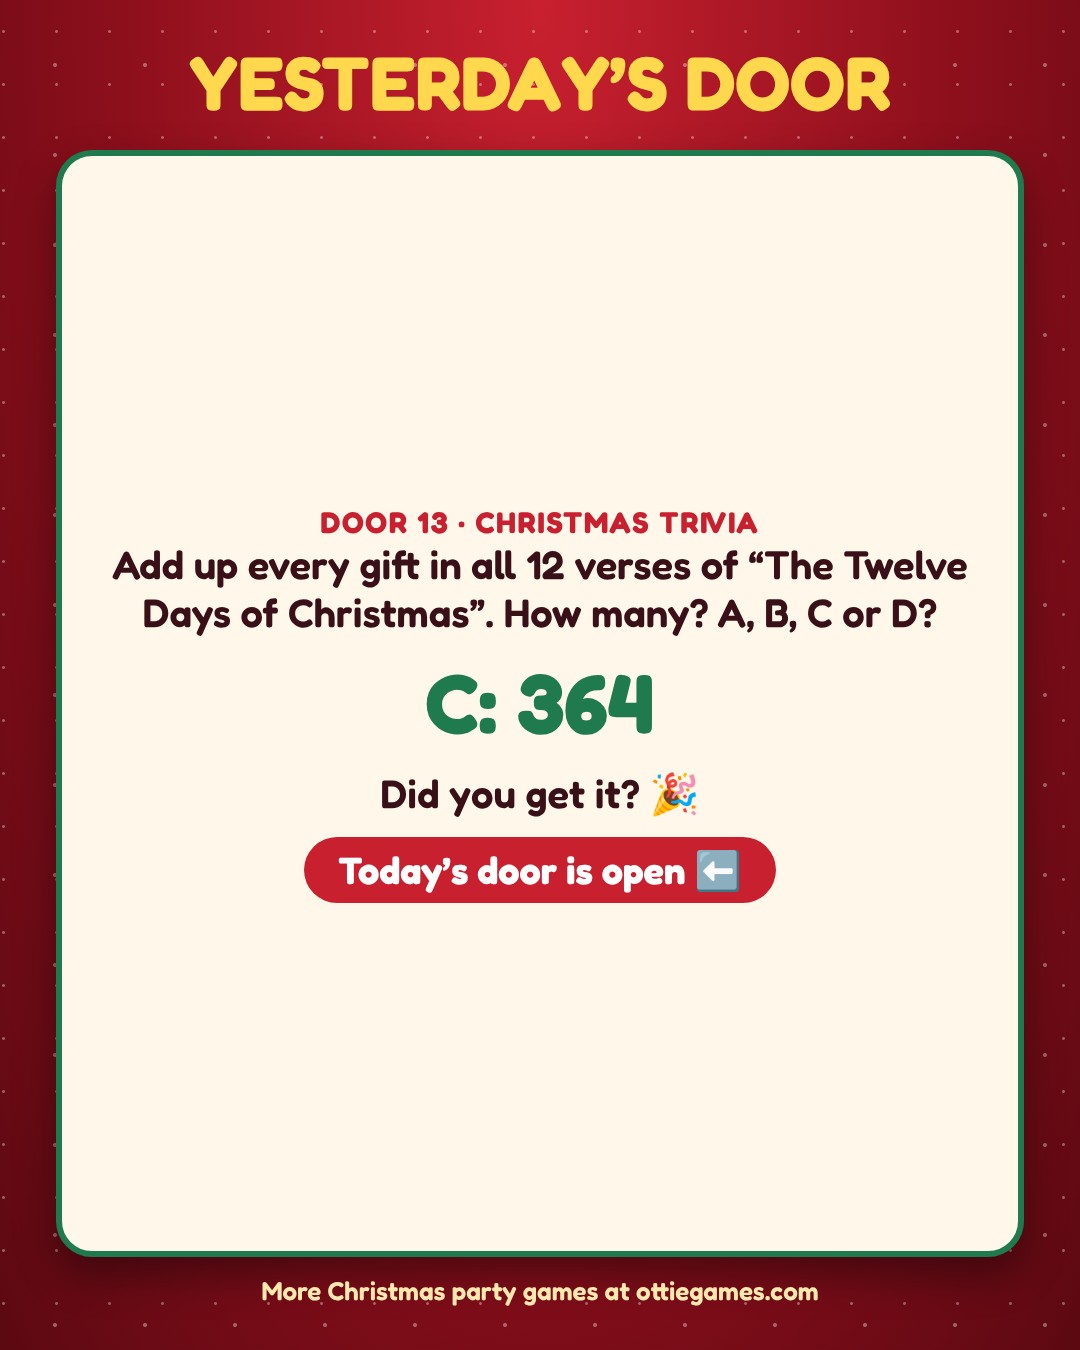 YESTERDAY’S DOOR
DOOR 13 · CHRISTMAS TRIVIA
Add up every gift in all 12 verses of “The Twelve
Days of Christmas”. How many? A, B, C or D?
C: 364
Did you get it? 🎉
Today’s door is open ⬅️
More Christmas party games at ottiegames.com